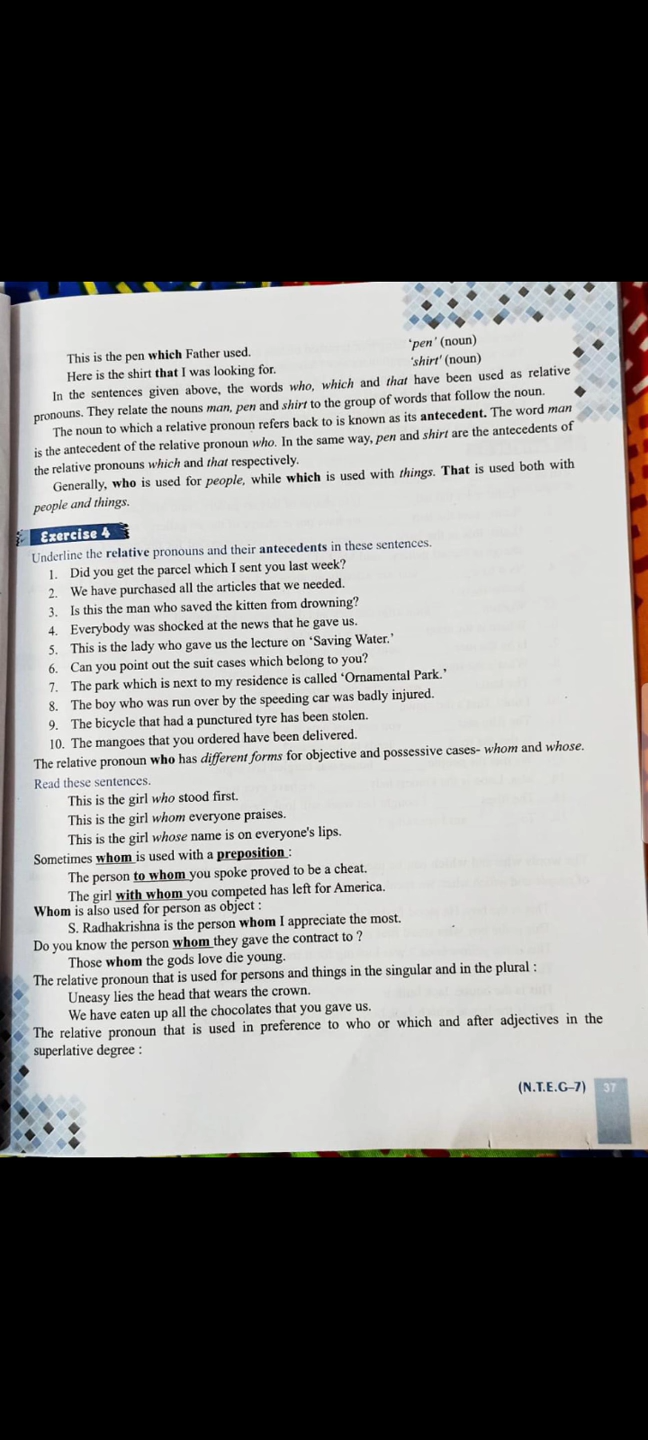 This is the pen which Father used. 'pen' (noun)
Here is the shirt that I was looking for. 'shirt' (noun)
In the sentences given above, the words who, which and that have been used as relative
pronouns. They relate the nouns man, pen and shirt to the group of words that follow the noun.
The noun to which a relative pronoun refers back to is known as its antecedent. The word man
is the antecedent of the relative pronoun who. In the same way, pen and shirt are the antecedents of
the relative pronouns which and that respectively.
Generally, who is used for people, while which is used with things. That is used both with
people and things.
Exercise 4
Underline the relative pronouns and their antecedents in these sentences.
1. Did you get the parcel which I sent you last week?
2. We have purchased all the articles that we needed.
3. Is this the man who saved the kitten from drowning?
4. Everybody was shocked at the news that he gave us.
5. This is the lady who gave us the lecture on 'Saving Water.'
6. Can you point out the suit cases which belong to you?
7. The park which is next to my residence is called 'Ornamental Park.'
8. The boy who was run over by the speeding car was badly injured.
9. The bicycle that had a punctured tyre has been stolen.
10. The mangoes that you ordered have been delivered.
The relative pronoun who has different forms for objective and possessive cases- whom and whose.
Read these sentences.
This is the girl who stood first.
This is the girl whom everyone praises.
This is the girl whose name is on everyone's lips.
Sometimes whom is used with a preposition :
The person to whom you spoke proved to be a cheat.
The girl with whom you competed has left for America.
Whom is also used for person as object :
S. Radhakrishna is the person whom I appreciate the most.
Do you know the person whom they gave the contract to ?
Those whom the gods love die young.
The relative pronoun that is used for persons and things in the singular and in the plural :
Uneasy lies the head that wears the crown.
We have eaten up all the chocolates that you gave us.
The relative pronoun that is used in preference to who or which and after adjectives in the
superlative degree :
(N.T.E.G–7) 37